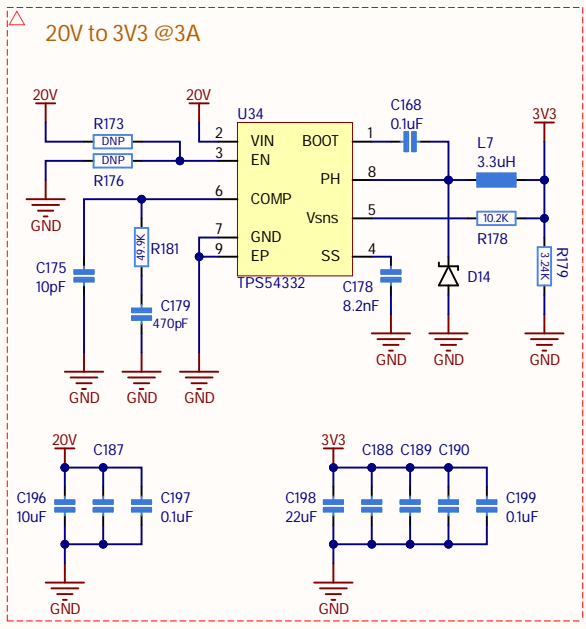 20V to 3V3 @3A
20V
20V
R173
DNP
DNP
R176
GND
U34
2
VIN
BOOT
1
3
EN
PH
8
6
COMP
Vsns
5
7
GND
9
EP
SS
4
TPS54332
C168
0.1uF
3V3
L7
3.3uH
10.2K
R178
3.24K
R179
49.9K
R181
C175
10pF
C179
470pF
C178
8.2nF
D14
GND
GND
GND
GND
GND
GND
20V
C187
C196
10uF
C197
0.1uF
GND
3V3
C188
C189
C190
C198
22uF
C199
0.1uF
GND